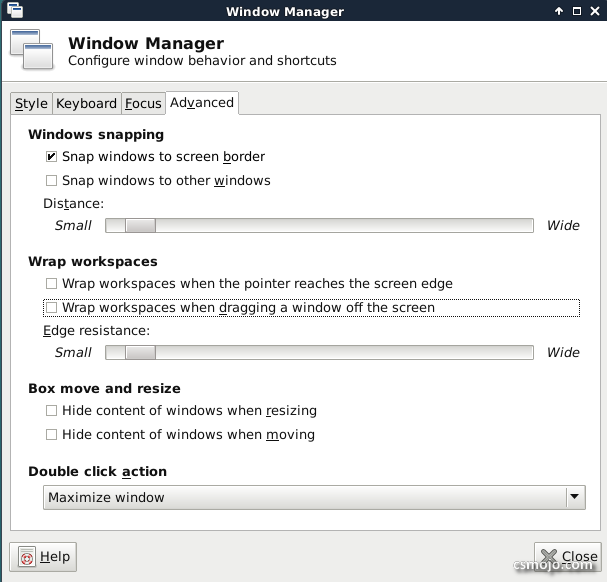 Window Manager
Window Manager
Configure window behavior and shortcuts
Style Keyboard Focus Advanced
Windows snapping
Snap windows to screen border
Snap windows to other windows
Distance:
Small Wide
Wrap workspaces
Wrap workspaces when the pointer reaches the screen edge
Wrap workspaces when dragging a window off the screen
Edge resistance:
Small Wide
Box move and resize
Hide content of windows when resizing
Hide content of windows when moving
Double click action
Maximize window
Help Close
csmojo.com